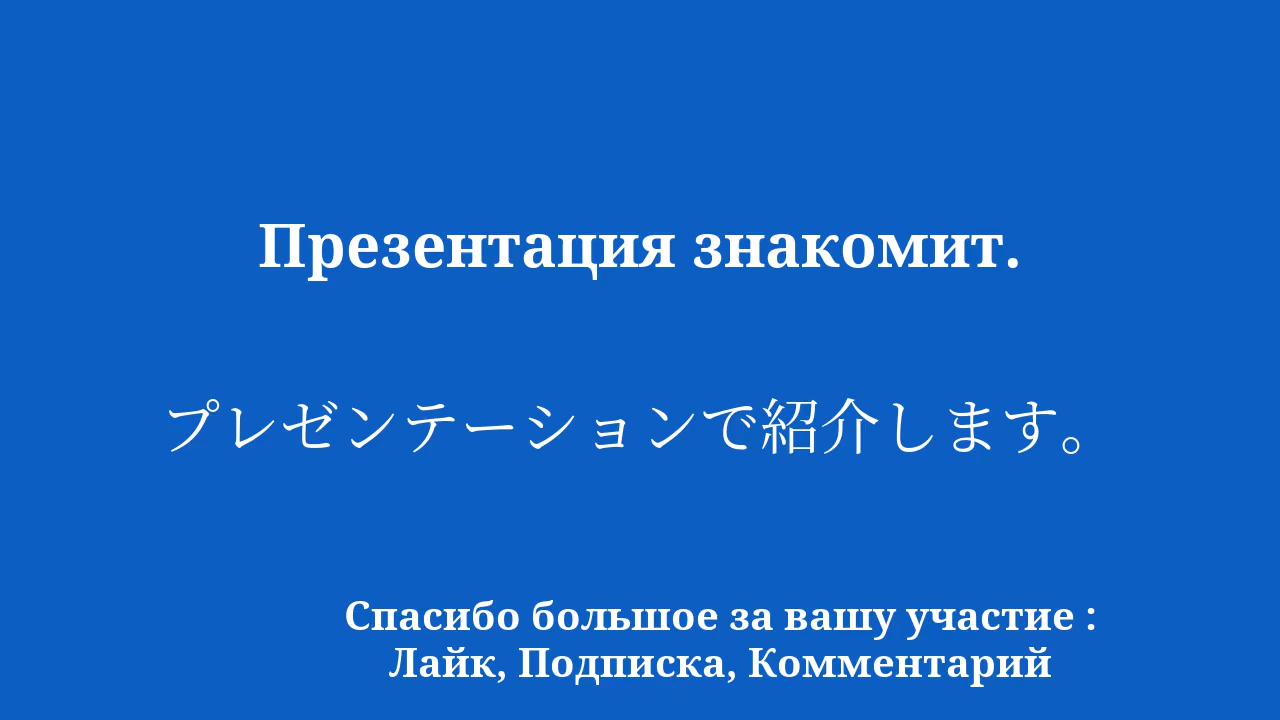 Презентация знакомит.
プレゼンテーションで紹介します。
Спасибо большое за вашу участие :
Лайк, Подписка, Комментарий